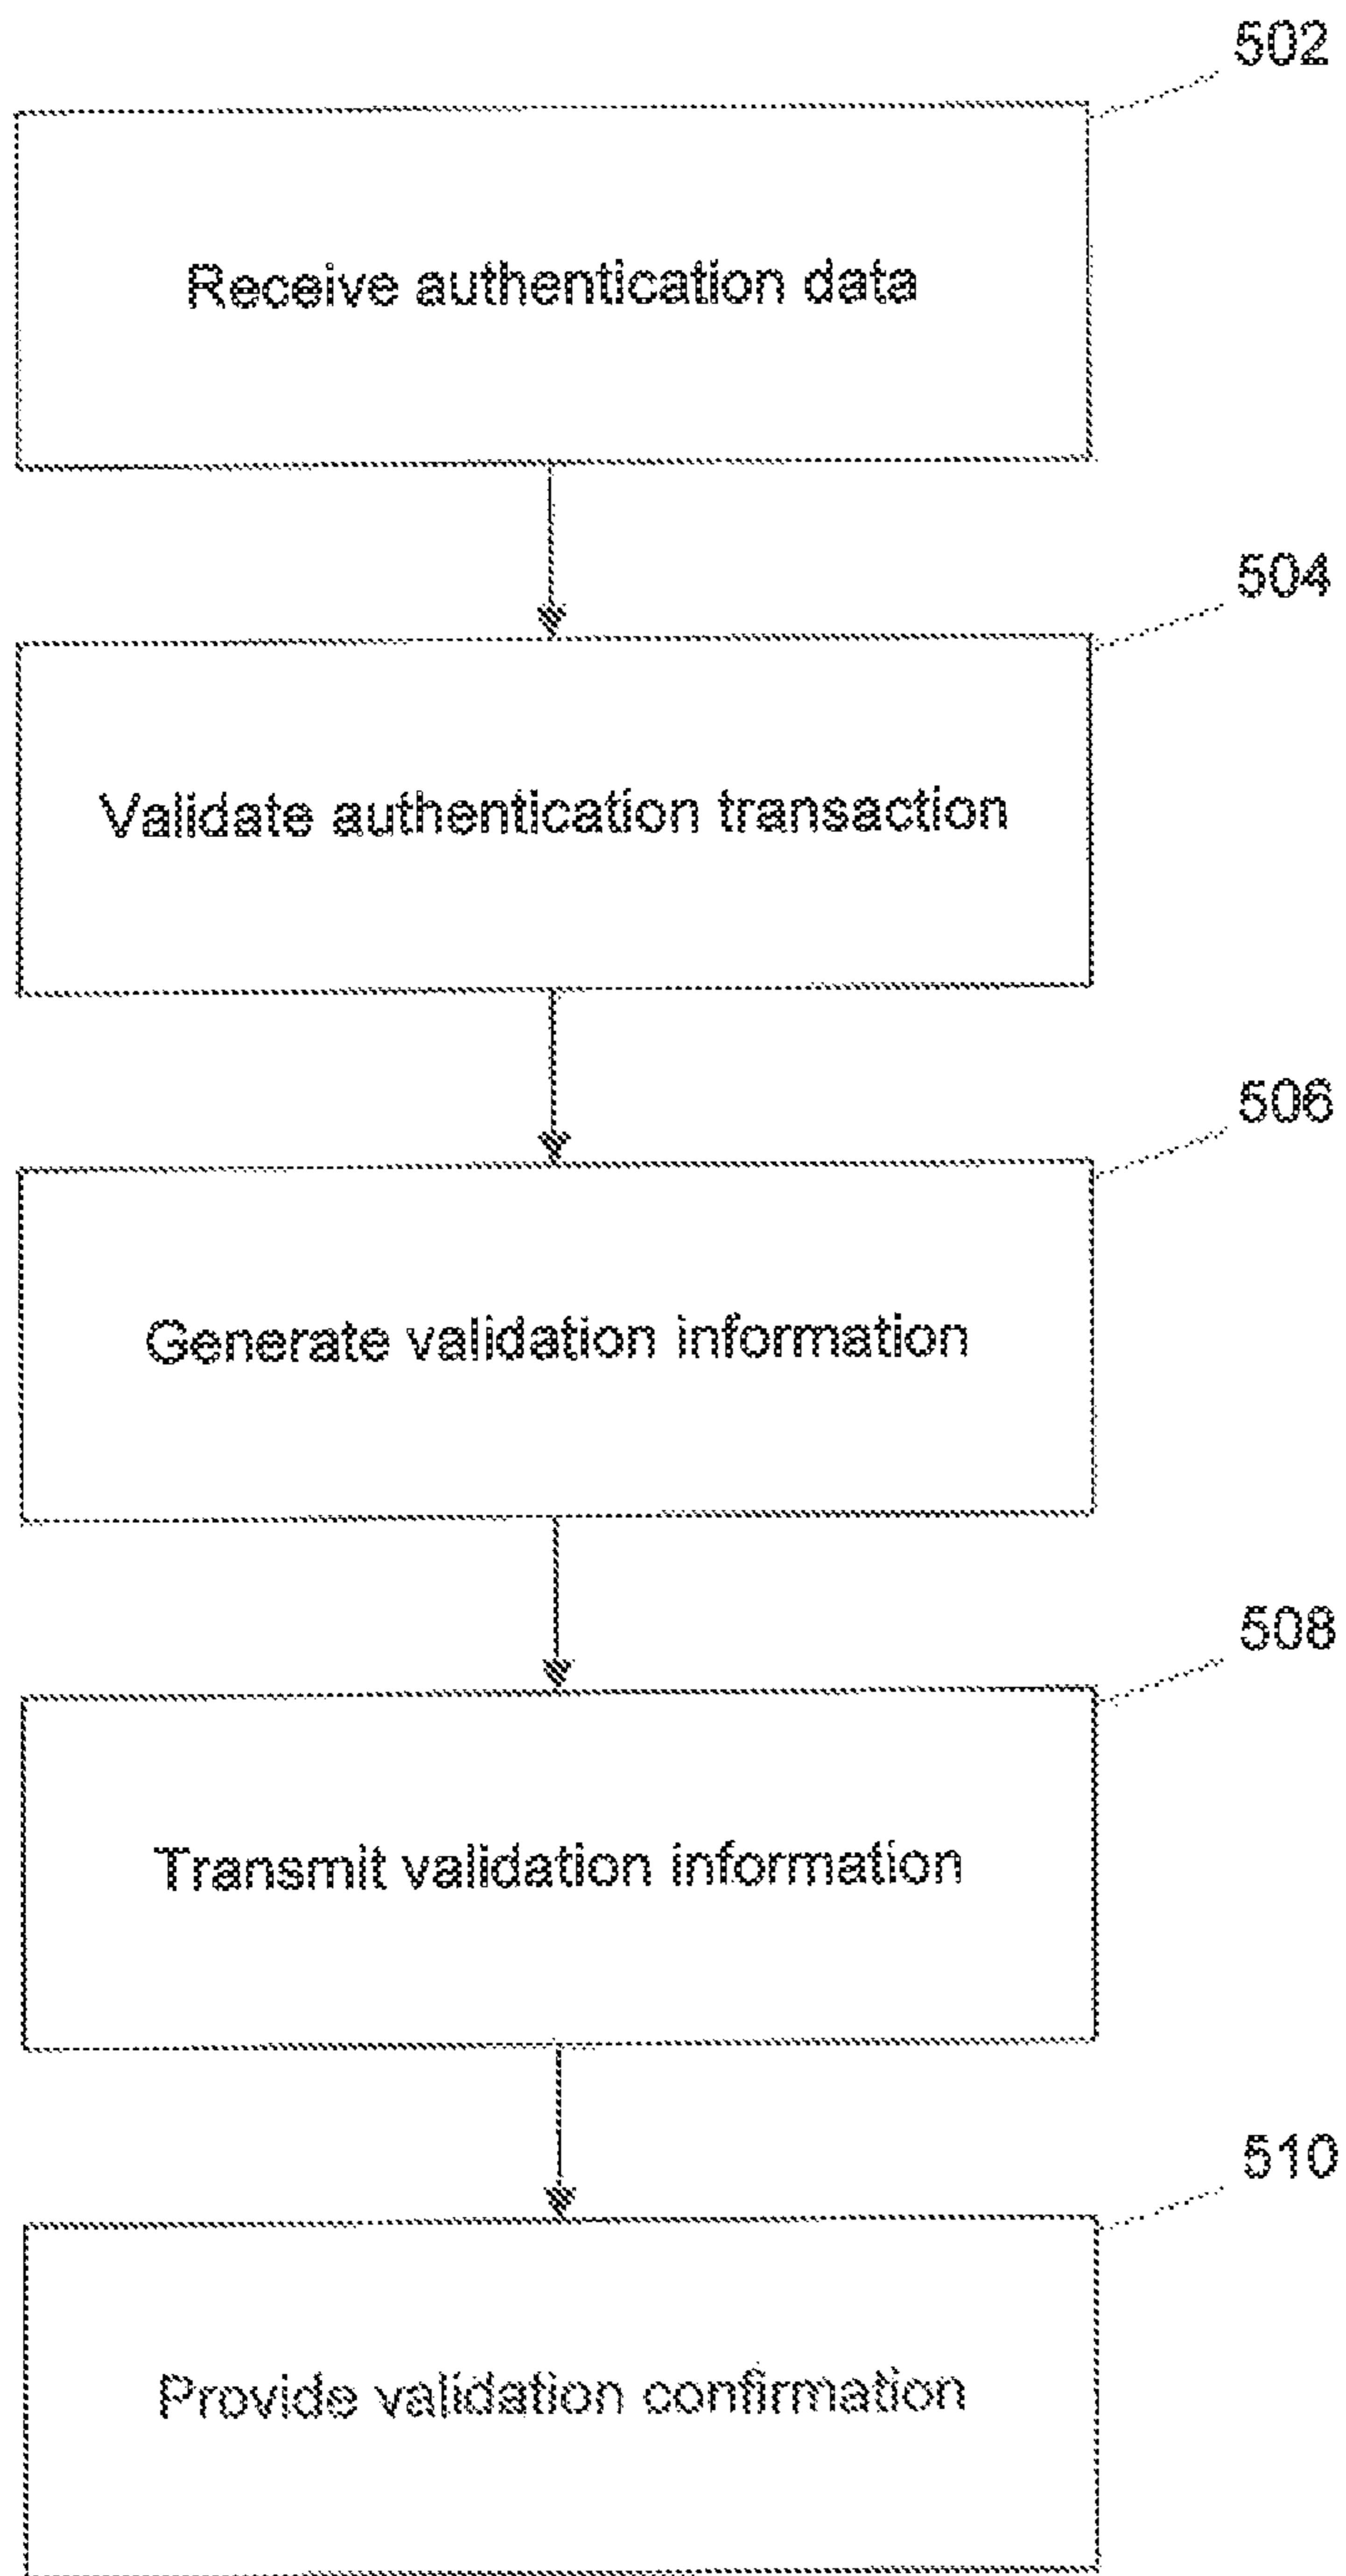 502
Receive authentication data
504
Validate authentication transaction
506
Generate validation information
508
Transmit validation information
510
Provide validation confirmation